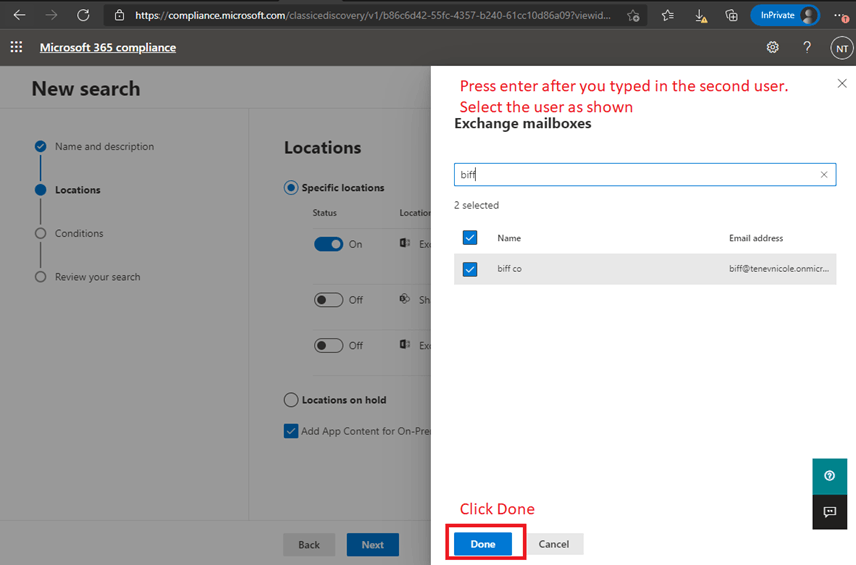 https://compliance.microsoft.com/classicediscovery/v1/b86c6d42-55fc-4357-b240-61cc10d86a09?viewid...
InPrivate
Microsoft 365 compliance
?
NT
New search
Name and description
Locations
Conditions
Review your search
Locations
Specific locations
Status
Location
On
Exc
Off
Sh
Off
Exc
Locations on hold
Add App Content for On-Pre
Back
Next
Press enter after you typed in the second user.
Select the user as shown
Exchange mailboxes
biff
2 selected
Name
Email address
biff co
biff@tenevnicole.onmicr...
Click Done
Done
Cancel